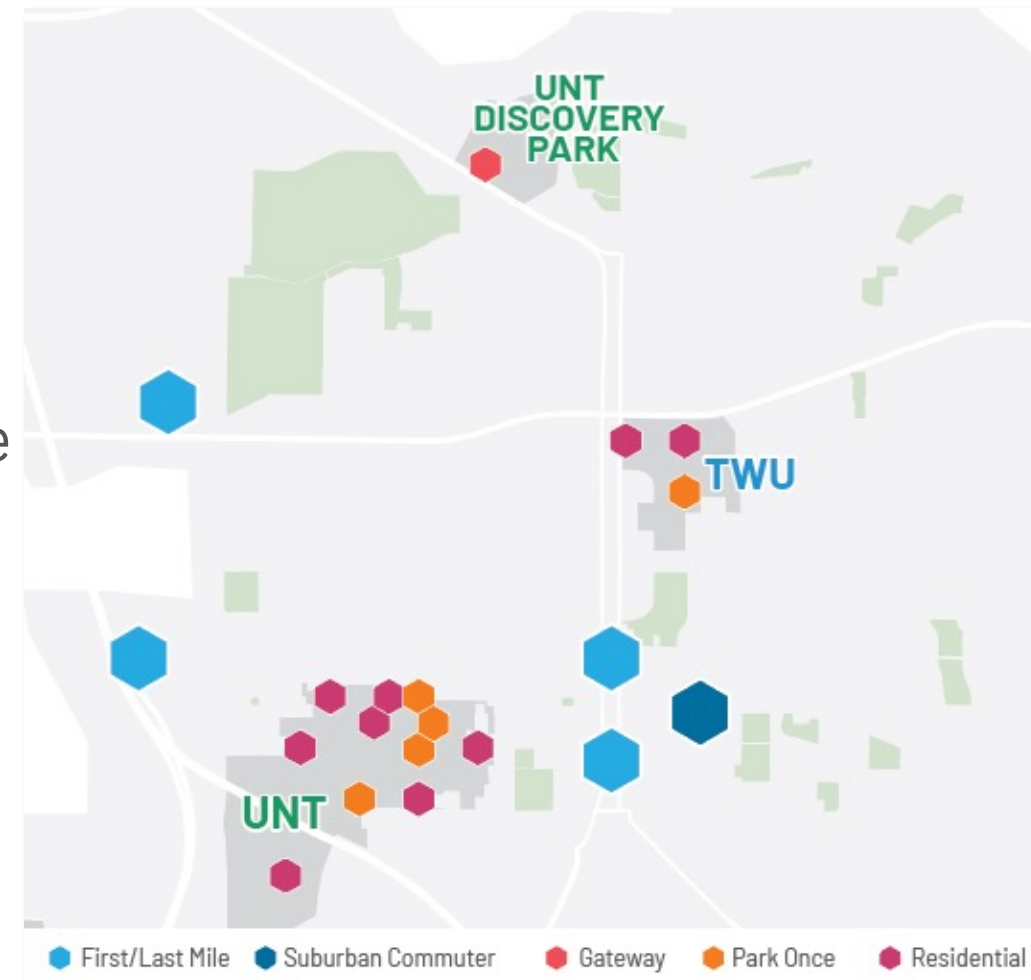 UNT
DISCOVERY
PARK
e
TWU
UNT
First/Last Mile
Suburban Commuter
Gateway
Park Once
Residential